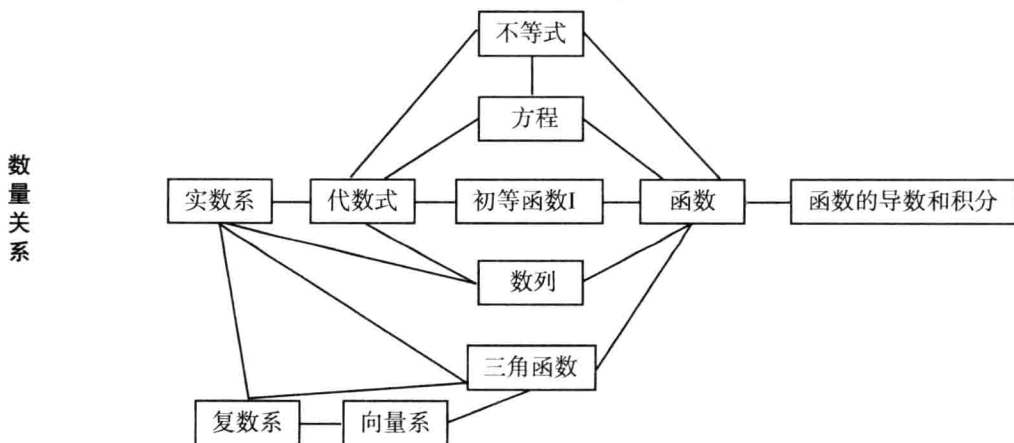 不等式
方程
数量关系
实数系 代数式 初等函数I 函数 函数的导数和积分
数列
三角函数
复数系 向量系